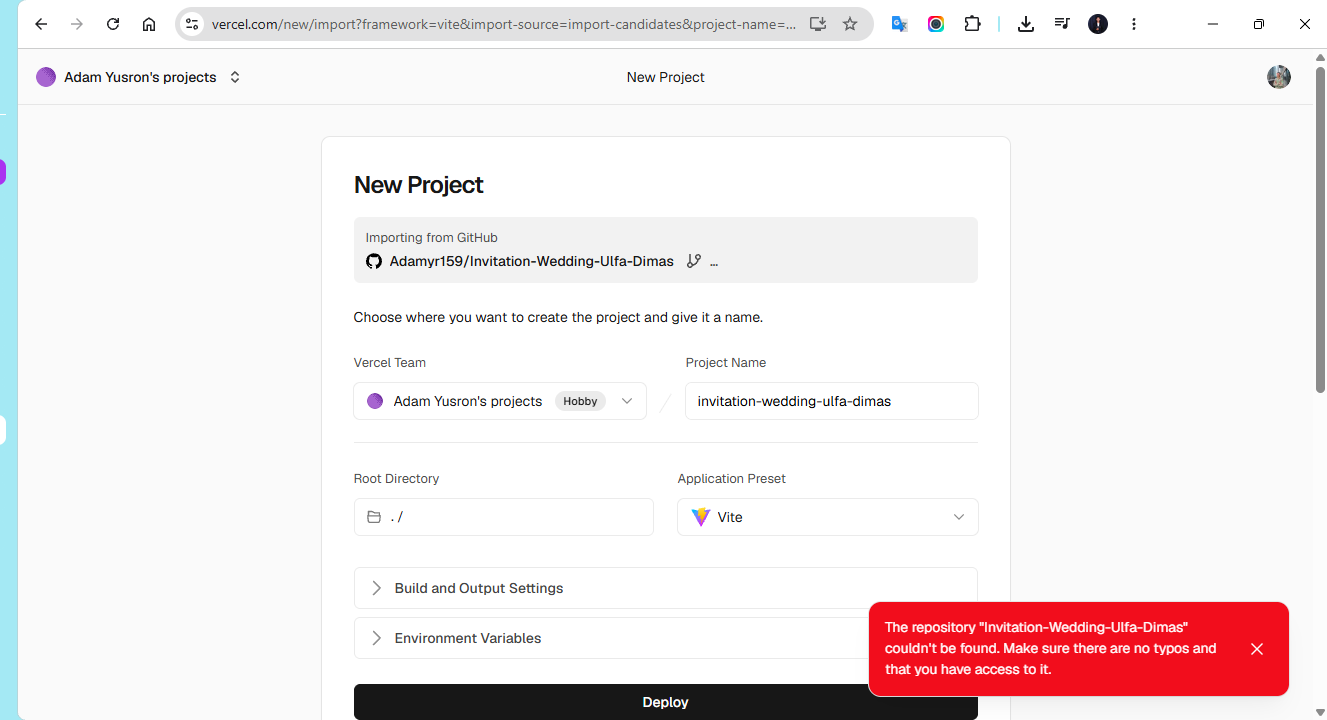 vercel.com/new/import?framework=vite&import-source=import-candidates&project-name=...
Adam Yusron's projects
New Project
New Project
Importing from GitHub
Adamyr159/Invitation-Wedding-Ulfa-Dimas ...
Choose where you want to create the project and give it a name.
Vercel Team
Project Name
Adam Yusron's projects Hobby
invitation-wedding-ulfa-dimas
Root Directory
Application Preset
./
Vite
Build and Output Settings
Environment Variables
Deploy
The repository "Invitation-Wedding-Ulfa-Dimas"
couldn't be found. Make sure there are no typos and
that you have access to it.